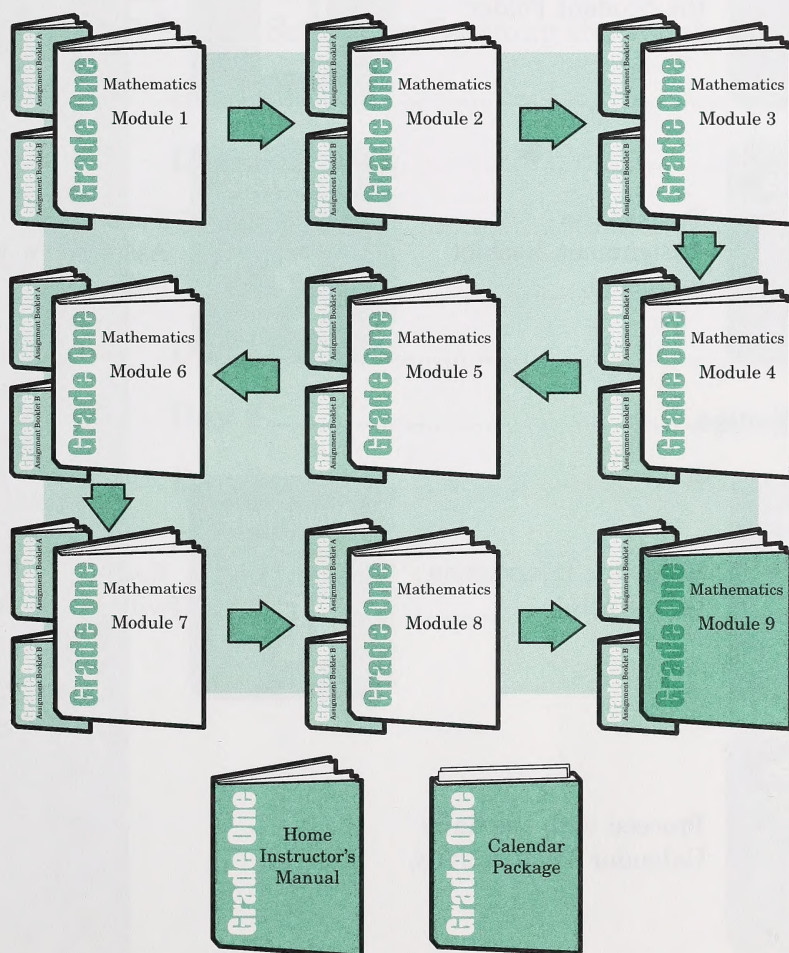 Grade One
Assignment Booklet A
Grade One
Assignment Booklet B
Grade One
Mathematics
Module 1
Grade One
Assignment Booklet A
Grade One
Assignment Booklet B
Grade One
Mathematics
Module 2
Grade One
Assignment Booklet A
Grade One
Assignment Booklet B
Grade One
Mathematics
Module 3
Grade One
Assignment Booklet A
Grade One
Assignment Booklet B
Grade One
Mathematics
Module 6
Grade One
Assignment Booklet A
Grade One
Assignment Booklet B
Grade One
Mathematics
Module 5
Grade One
Assignment Booklet A
Grade One
Assignment Booklet B
Grade One
Mathematics
Module 4
Grade One
Assignment Booklet A
Grade One
Assignment Booklet B
Grade One
Mathematics
Module 7
Grade One
Assignment Booklet A
Grade One
Assignment Booklet B
Grade One
Mathematics
Module 8
Grade One
Assignment Booklet A
Grade One
Assignment Booklet B
Grade One
Mathematics
Module 9
Grade One
Home
Instructor's
Manual
Grade One
Calendar
Package